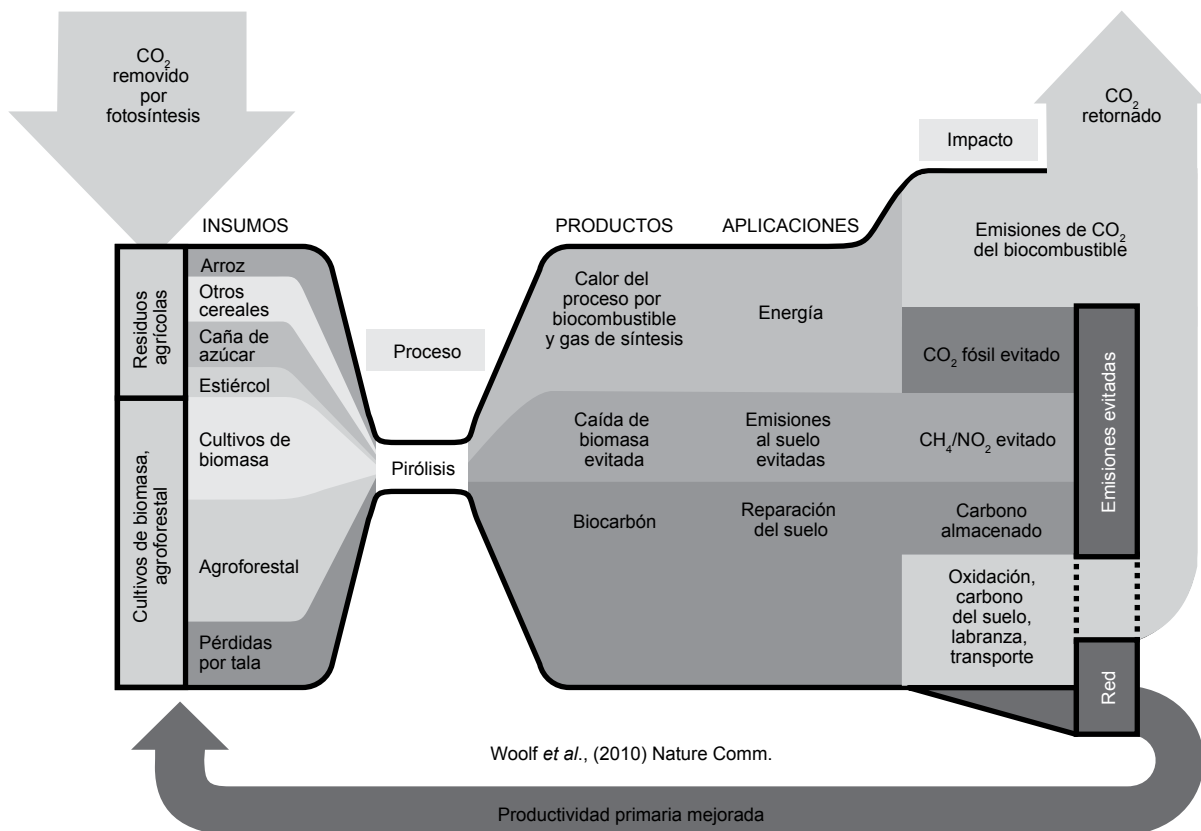 CO2
removido
por
fotosíntesis
CO2
retornado
Impacto
INSUMOS
PRODUCTOS
APLICACIONES
Residuos
agrícolas
Cultivos de biomasa,
agroforestal
Arroz
Otros
cereales
Caña de
azúcar
Estiércol
Cultivos de
biomasa
Agroforestal
Pérdidas
por tala
Proceso
Pirólisis
Calor del
proceso por
biocombustible
y gas de síntesis
Caída de
biomasa
evitada
Biocarbón
Energía
Emisiones
al suelo
evitadas
Reparación
del suelo
Emisiones de CO2
del biocombustible
CO2 fósil evitado
CH4/NO2 evitado
Carbono
almacenado
Oxidación,
carbono
del suelo,
labranza,
transporte
Emisiones evitadas
Red
Woolf et al., (2010) Nature Comm.
Productividad primaria mejorada